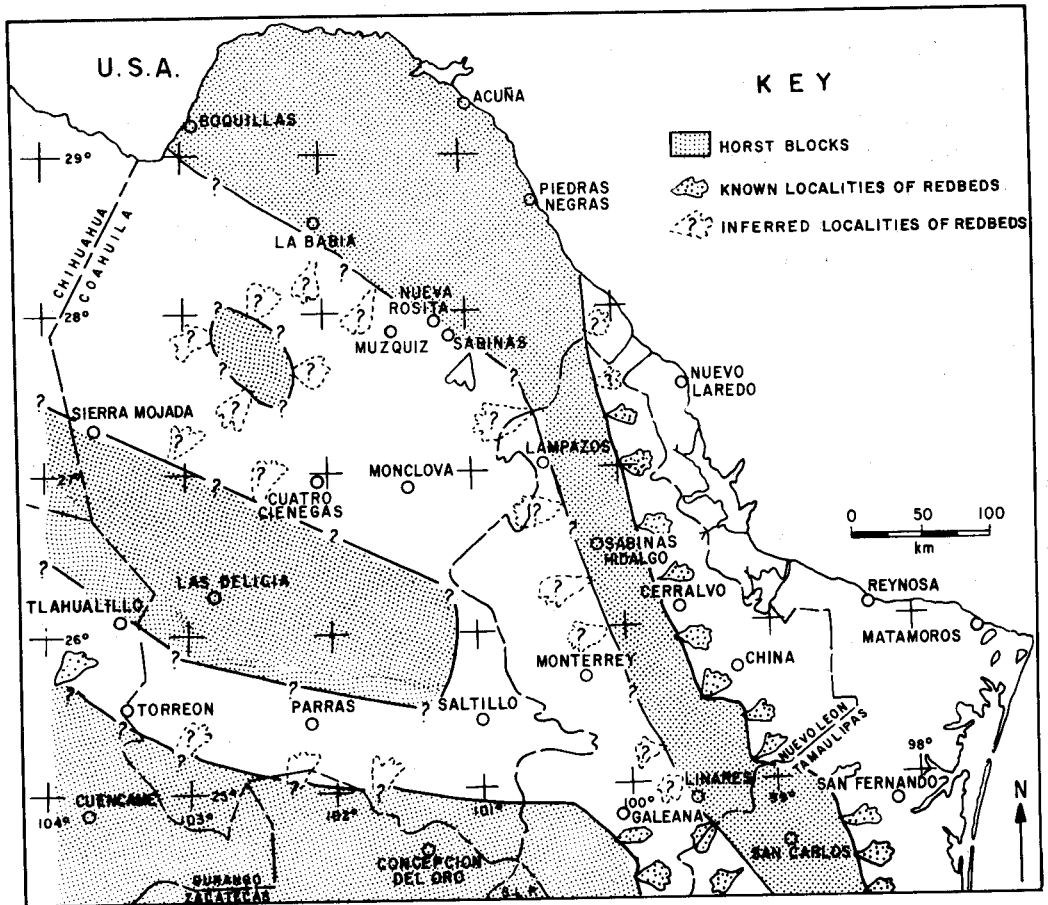 U.S.A.
KEY
ACUÑA
BOQUILLAS
HORST BLOCKS
29°
KNOWN LOCALITIES OF REDBEDS
PIEDRAS
NEGRAS
INFERRED LOCALITIES OF REDBEDS
?
CHIHUAHUA
COAHUILA
LA BABIA
NUEVA
ROSITA
28°
MUZQUIZ
SABINAS
NUEVO
LAREDO
SIERRA MOJADA
LAMPAZOS
27°
MONCLOVA
CUATRO
CIENEGAS
0 50 100
km
SABINAS
HIDALGO
LAS DELICIA
CERRALVO
REYNOSA
TLAHUALILLO
26°
MATAMOROS
MONTERREY
CHINA
TORREON
PARRAS
SALTILLO
NUEVO LEON
TAMAULIPAS
98°
LINARES
SAN FERNANDO
N
CUENCAME
25°
104°
103°
102°
101°
100°
99°
GALEANA
SAN CARLOS
CONCEPCION
DEL ORO
DURANGO
ZACATECAS
S.L.P.